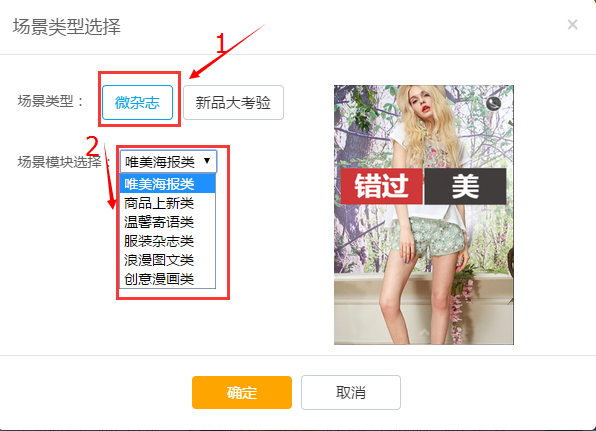 场景类型选择
×
1
场景类型：
微杂志
新品大考验
2
场景模块选择：
唯美海报类
唯美海报类
商品上新类
温馨寄语类
服装杂志类
浪漫图文类
创意漫画类
错过
美
确定
取消